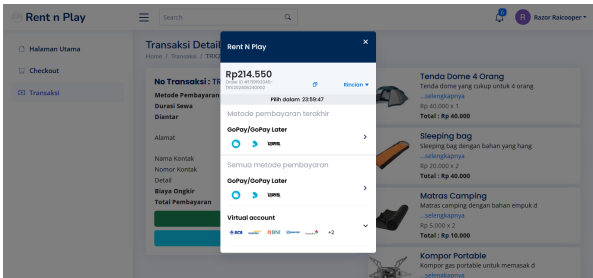 Rent n Play
Search
R Razor Raicooper
Halaman Utama
Checkout
Transaksi
Transaksi Detail
Home / Transaksi / TRX2
No Transaksi : TR
Metode Pembayaran
Durasi Sewa
Diantar
Alamat
Nama Kontak
Nomor Kontak
Detail
Biaya Ongkir
Total Pembayaran
Rent N Play
×
Rp214.550
Rincian
Pilih dalam 23:59:47
Metode pembayaran terakhir
GoPay/GoPay Later
QRIS
Semua metode pembayaran
GoPay/GoPay Later
QRIS
Virtual account
BCA
BNI
+2
Tenda Dome 4 Orang
Tenda dome yang cukup untuk 4 orang
...selengkapnya
Rp 40.000 x 1
Total : Rp 40.000
Sleeping bag
Sleeping bag dengan bahan yang hang
...selengkapnya
Rp 20.000 x 2
Total : Rp 40.000
Matras Camping
Matras camping dengan bahan empuk d
...selengkapnya
Rp 5.000 x 2
Total : Rp 10.000
Kompor Portable
Kompor gas portable untuk memasak d
...selengkapnya